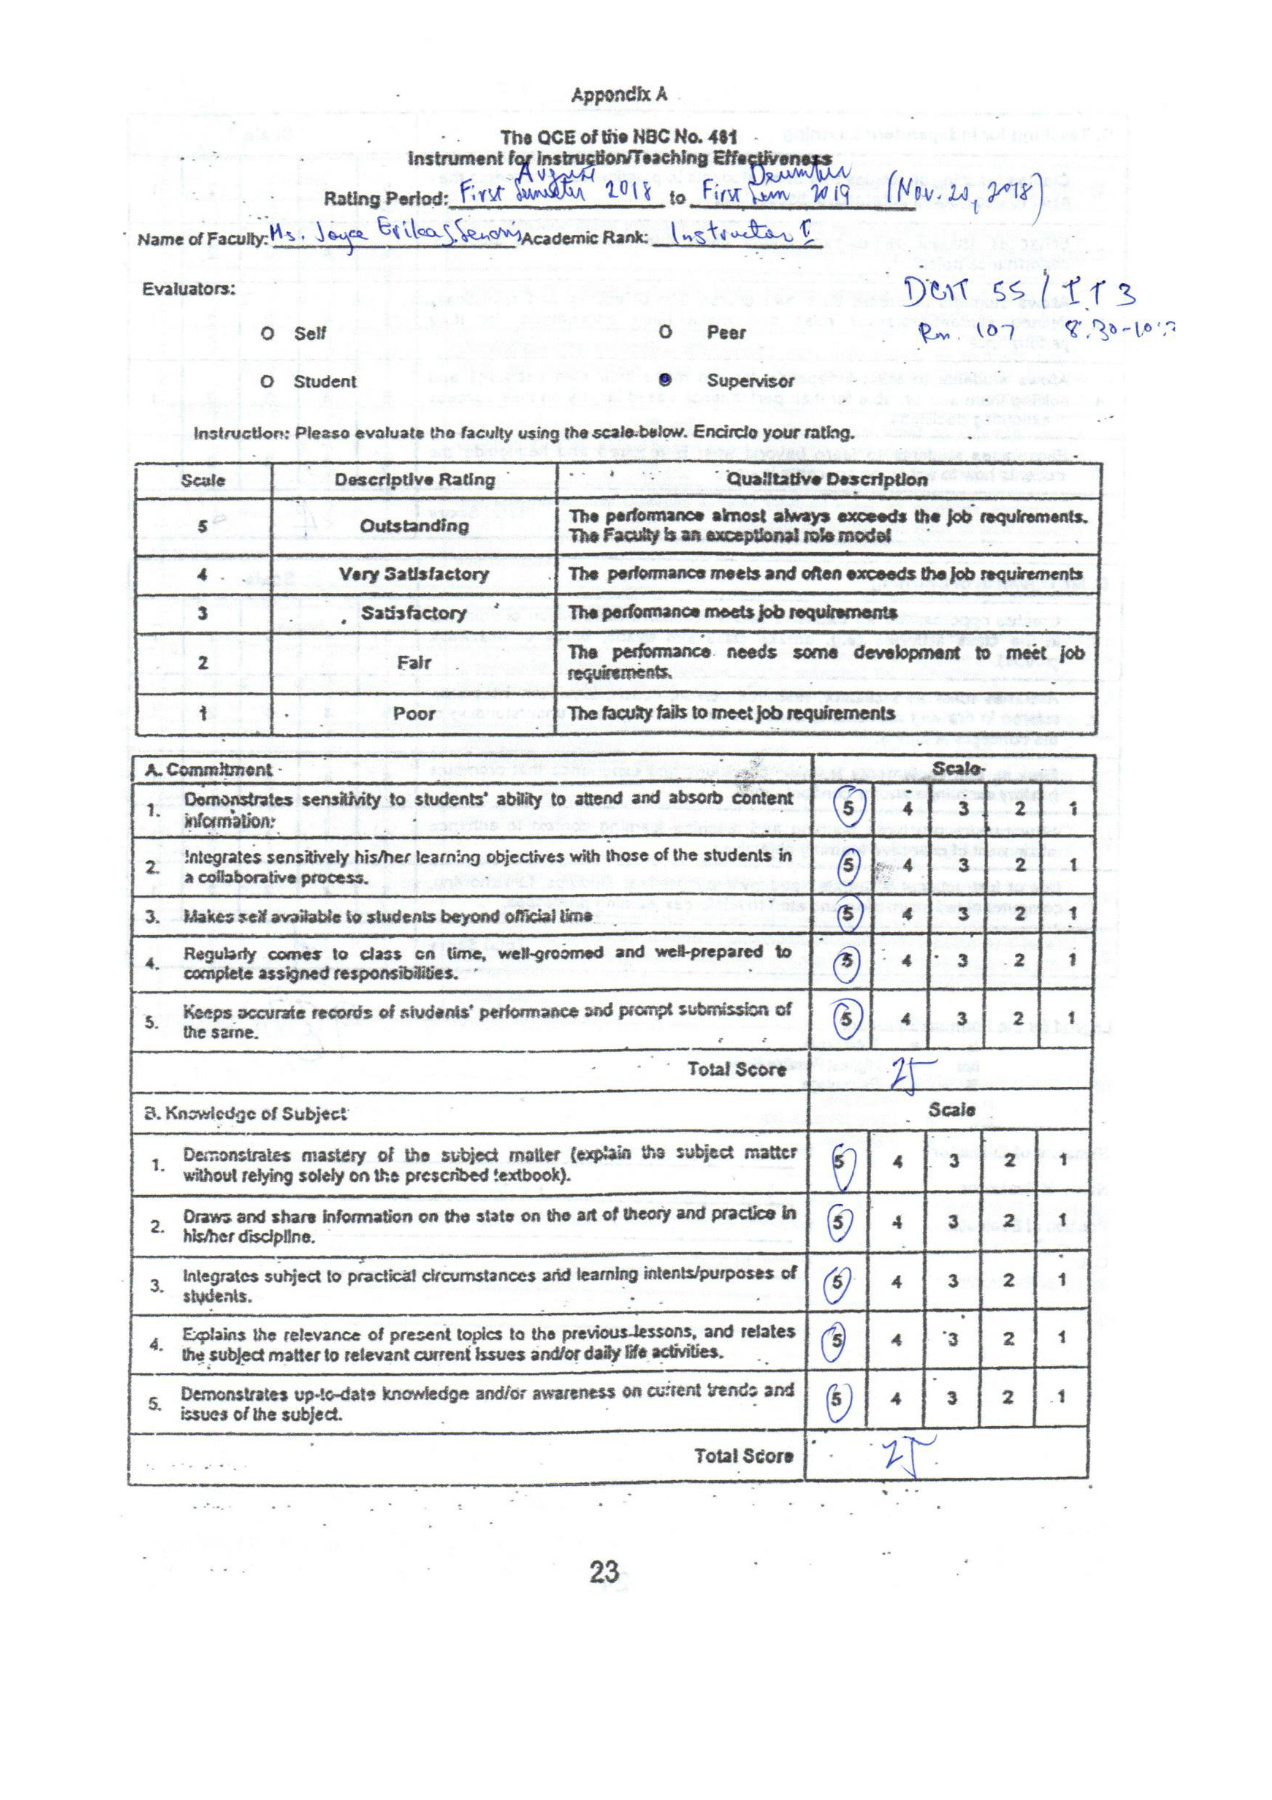 Appendix A
The QCE of the NBC No. 461
Instrument for Instruction/Teaching Effectiveness
August December
Rating Period: First Semester 2018 to First Sem 2019 (Nov. 20, 2018)
Name of Faculty: Ms. Joyce Erika S. Academic Rank: Instructor I
Evaluators:
DCIT 55 / IT 3
O Self O Peer Rm. 107 8:30-10:
O Student Supervisor
Instruction: Please evaluate the faculty using the scale below. Encircle your rating.
Scale Descriptive Rating Qualitative Description
5 Outstanding The performance almost always exceeds the job requirements.
The Faculty is an exceptional role model
4 Very Satisfactory The performance meets and often exceeds the job requirements
3 Satisfactory The performance meets job requirements
2 Fair The performance needs some development to meet job
requirements.
1 Poor The faculty fails to meet job requirements
A. Commitment Scale
1. Demonstrates sensitivity to students' ability to attend and absorb content 5 4 3 2 1
information.
2. Integrates sensitively his/her learning objectives with those of the students in 5 4 3 2 1
a collaborative process.
3. Makes self available to students beyond official time 5 4 3 2 1
4. Regularly comes to class on time, well-groomed and well-prepared to 5 4 3 2 1
complete assigned responsibilities.
5. Keeps accurate records of students' performance and prompt submission of 5 4 3 2 1
the same.
Total Score 25
B. Knowledge of Subject Scale
1. Demonstrates mastery of the subject matter (explain the subject matter 5 4 3 2 1
without relying solely on the prescribed textbook).
2. Draws and share information on the state on the art of theory and practice in 5 4 3 2 1
his/her discipline.
3. Integrates subject to practical circumstances and learning intents/purposes of 5 4 3 2 1
students.
4. Explains the relevance of present topics to the previous lessons, and relates 5 4 3 2 1
the subject matter to relevant current issues and/or daily life activities.
5. Demonstrates up-to-date knowledge and/or awareness on current trends and 5 4 3 2 1
issues of the subject.
Total Score 25
23